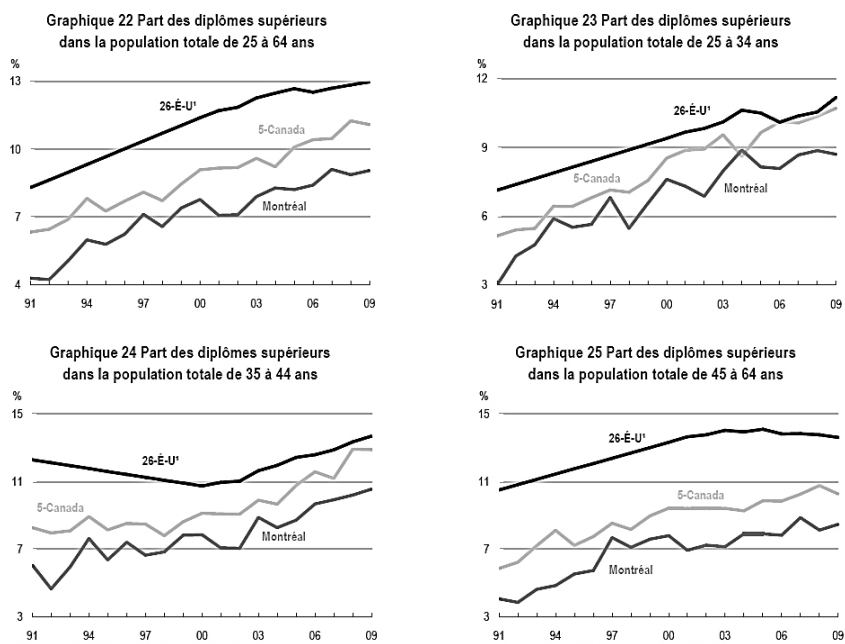 Graphique 22 Part des diplômes supérieurs
dans la population totale de 25 à 64 ans
%
13
10
7
4
26-É-U¹
5-Canada
Montréal
91 94 97 00 03 06 09
Graphique 23 Part des diplômes supérieurs
dans la population totale de 25 à 34 ans
%
12
9
6
3
26-É-U¹
5-Canada
Montréal
91 94 97 00 03 06 09
Graphique 24 Part des diplômes supérieurs
dans la population totale de 35 à 44 ans
%
15
11
7
3
26-É-U¹
5-Canada
Montréal
91 94 97 00 03 06 09
Graphique 25 Part des diplômes supérieurs
dans la population totale de 45 à 64 ans
%
15
11
7
3
26-É-U¹
5-Canada
Montréal
91 94 97 00 03 06 09